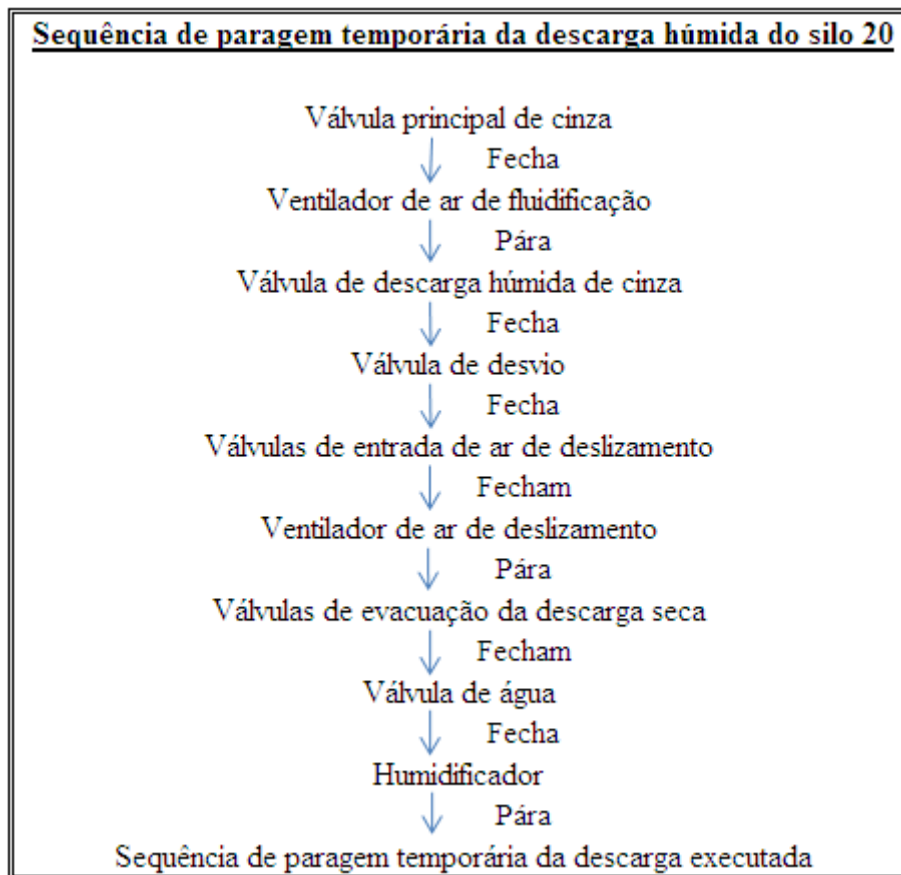 Sequência de paragem temporária da descarga húmida do silo 20
Válvula principal de cinza
Fecha
Ventilador de ar de fluidificação
Pára
Válvula de descarga húmida de cinza
Fecha
Válvula de desvio
Fecha
Válvulas de entrada de ar de deslizamento
Fecham
Ventilador de ar de deslizamento
Pára
Válvulas de evacuação da descarga seca
Fecham
Válvula de água
Fecha
Humidificador
Pára
Sequência de paragem temporária da descarga executada